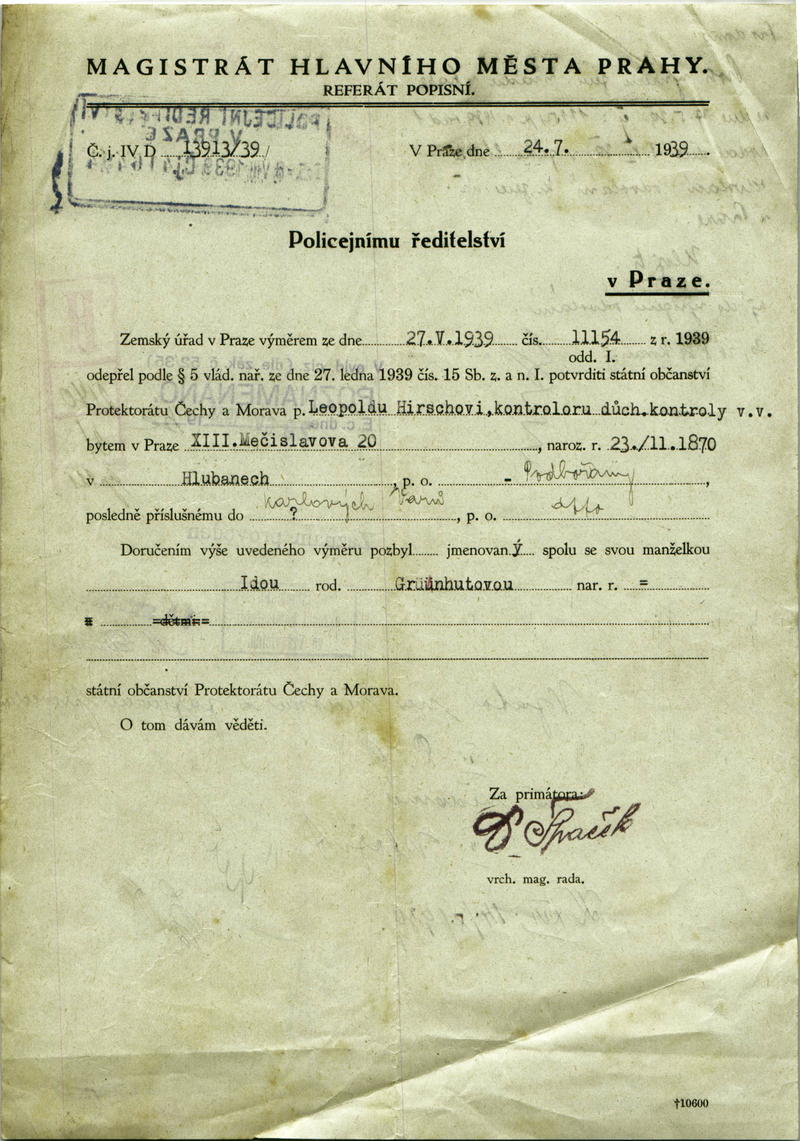 MAGISTRÁT HLAVNÍHO MĚSTA PRAHY.
REFERÁT POPISNÍ.
Č. j. IV D 13913/39/
V Praze dne 24.7. 1939
Policejnímu ředitelství
v Praze.
Zemský úřad v Praze výměrem ze dne 27.V.1939 čís. 11154 z r. 1939
odd. I.
odepřel podle § 5 vlád. nař. ze dne 27. ledna 1939 čís. 15 Sb. z. a n. I. potvrditi státní občanství
Protektorátu Čechy a Morava p. Leopoldu Hirschovi,kontroloru důch.kontroly v.v.
bytem v Praze XIII.Mečislavova 20, naroz. r. 23./11.1870
v Hlubanech, p. o. - Podbořany,
Karlových Varů
posledně příslušnému do ?, p. o. dtto
Doručením výše uvedeného výměru pozbyl jmenovaný spolu se svou manželkou
Idou rod. Grüünhutovou nar. r. =
=dětmi=
státní občanství Protektorátu Čechy a Morava.
O tom dávám věděti.
Za primátora:
vrch. mag. rada.
†10600